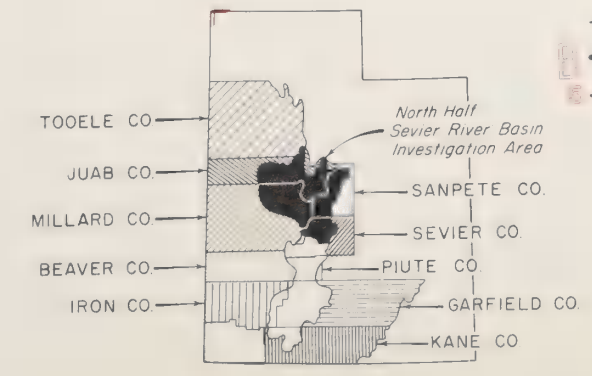 TOOELE CO.
JUAB CO.
MILLARD CO.
BEAVER CO.
IRON CO.
North Half
Sevier River Basin
Investigation Area
SANPETE CO.
SEVIER CO.
PIUTE CO.
GARFIELD CO.
KANE CO